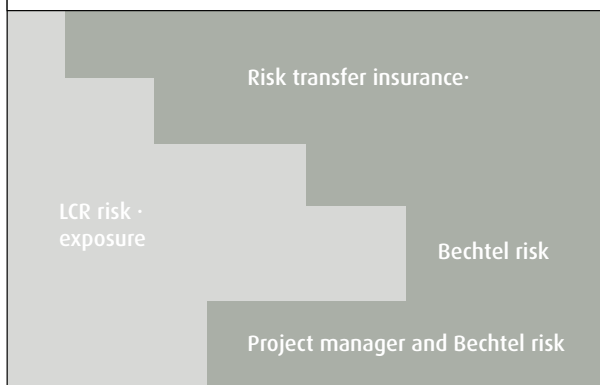 Risk transfer insurance·
LCR risk ·
exposure
Bechtel risk
Project manager and Bechtel risk